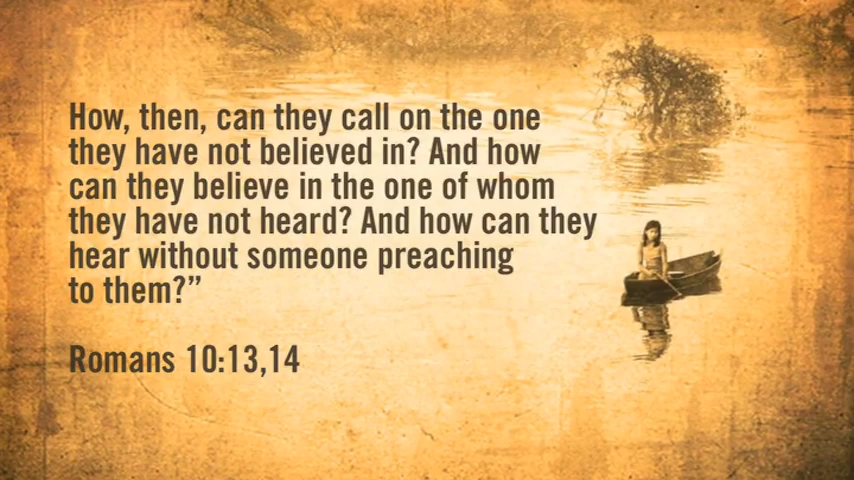 How, then, can they call on the one
they have not believed in? And how
can they believe in the one of whom
they have not heard? And how can they
hear without someone preaching
to them?”
Romans 10:13,14